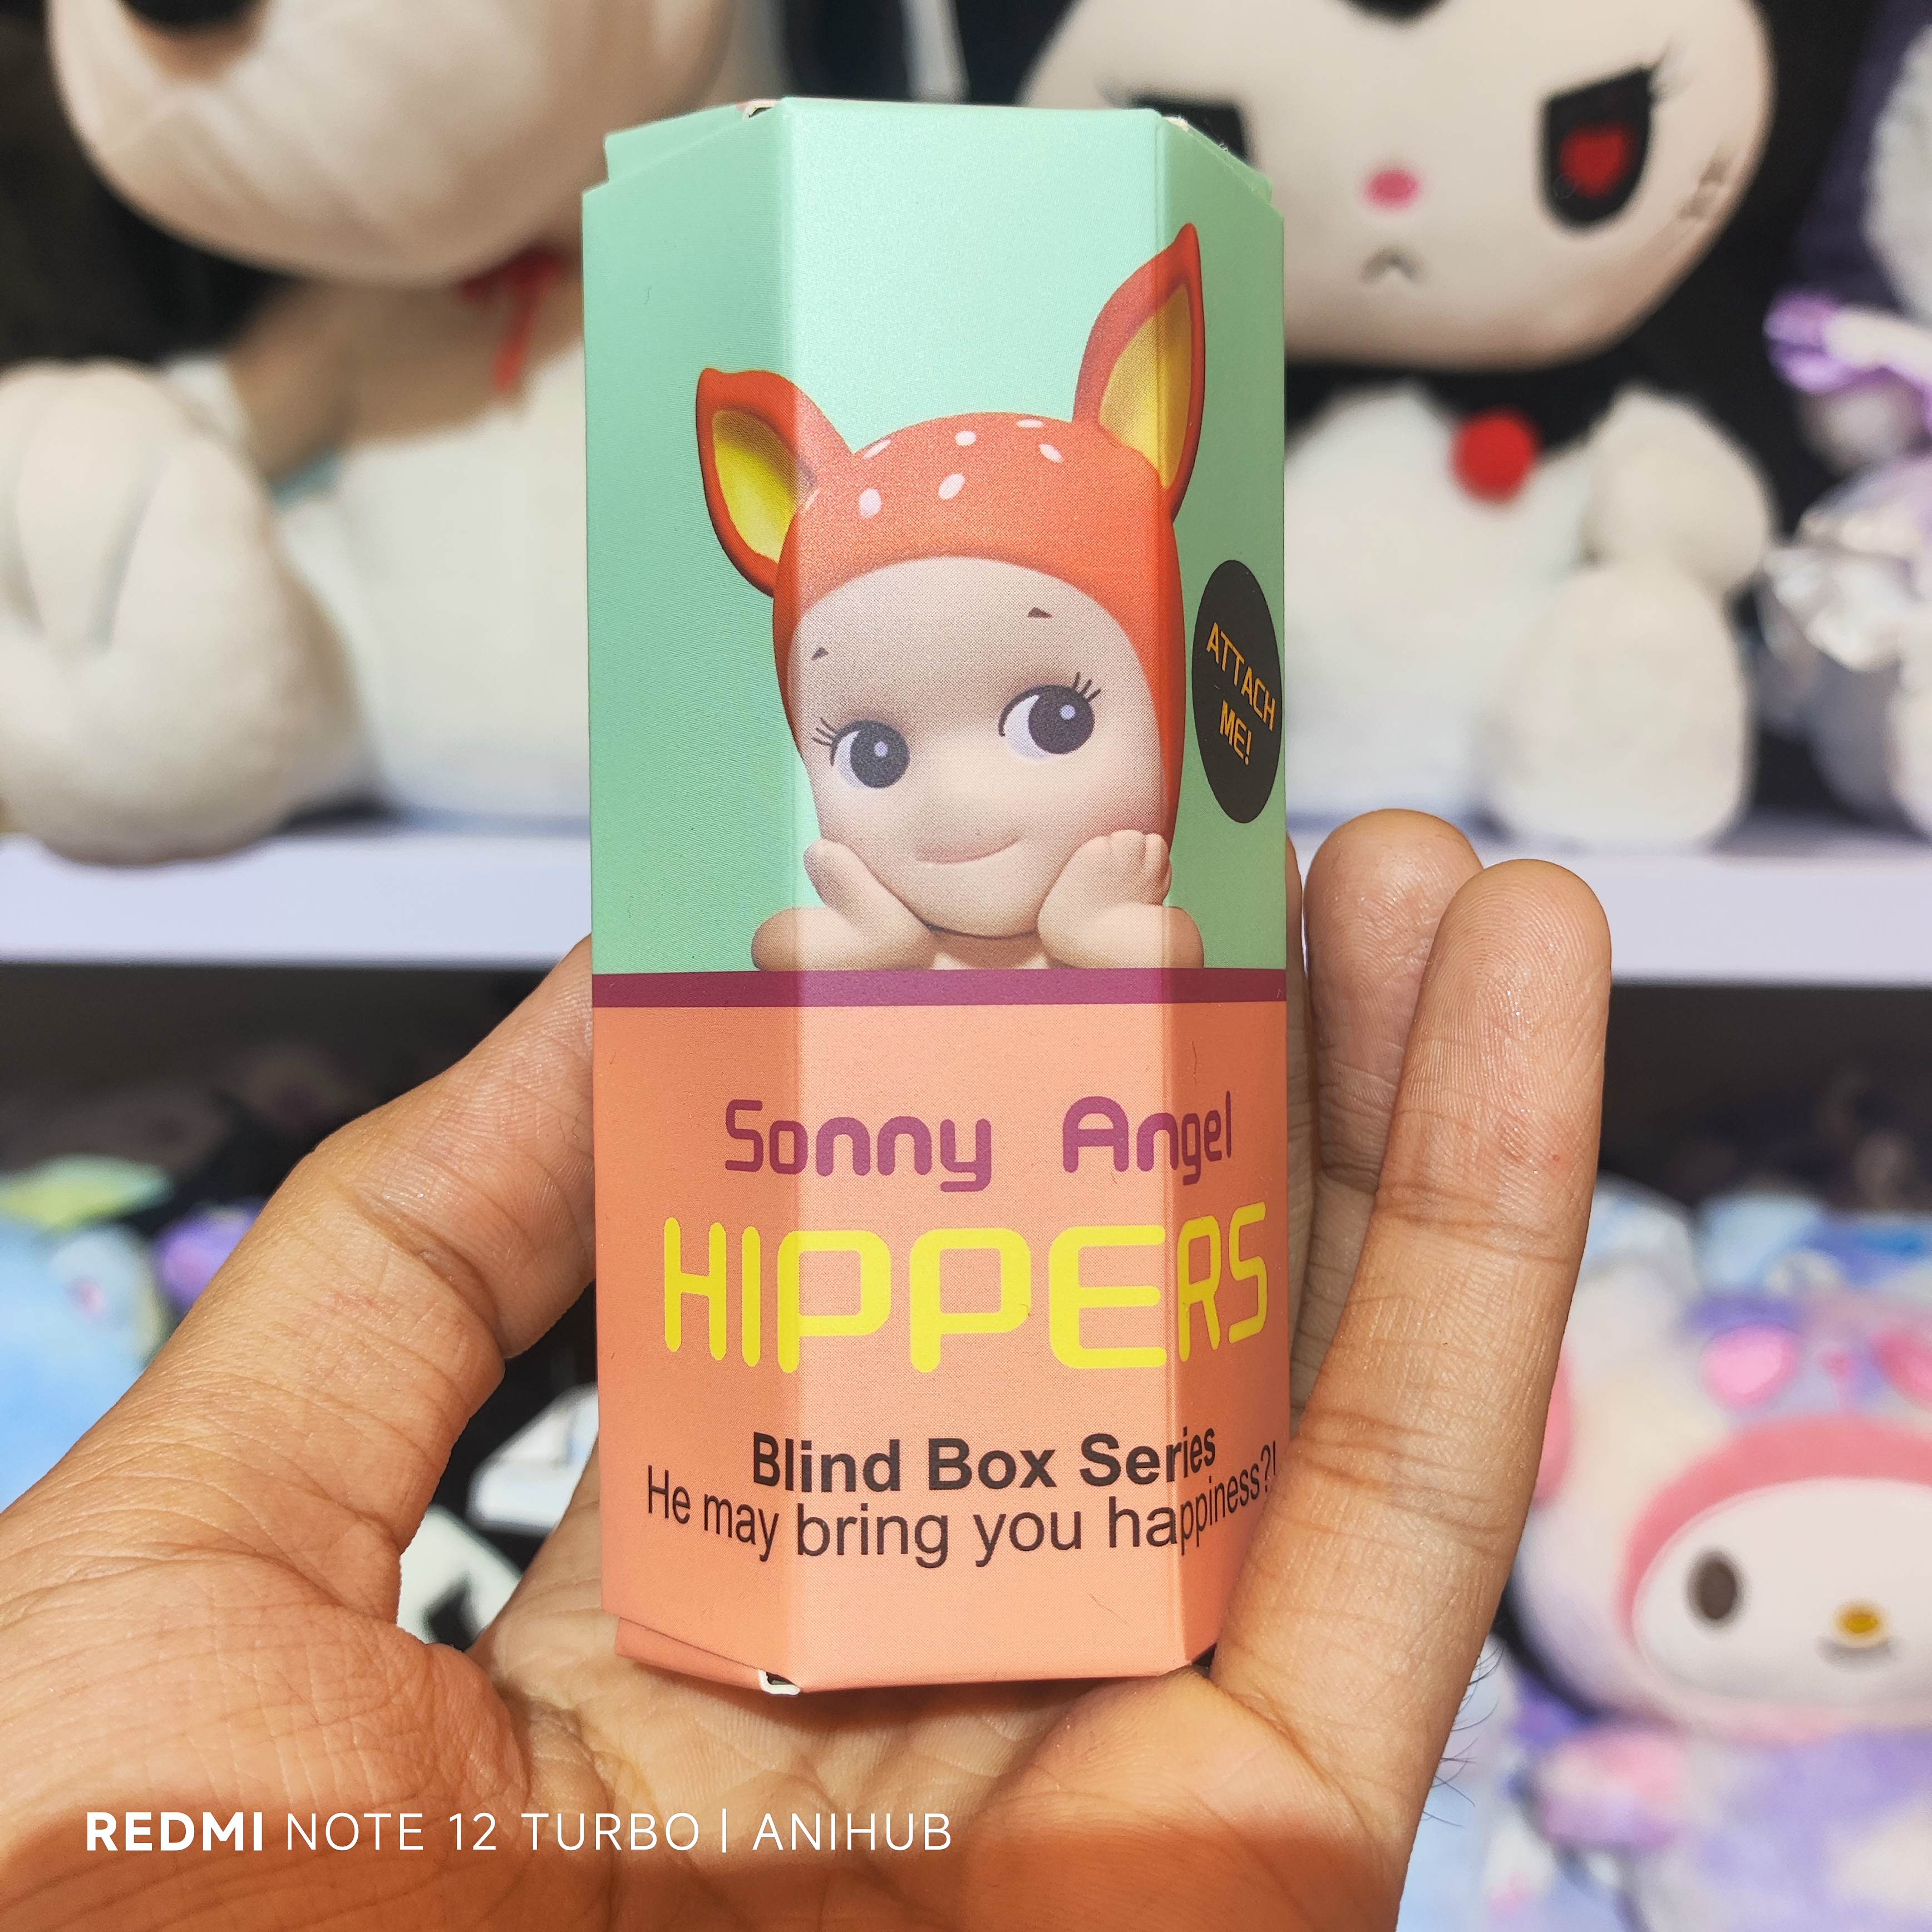 ATTACH
ME!
Sonny Angel
HIPPERS
Blind Box Series
He may bring you happiness?!
REDMI NOTE 12 TURBO | ANIHUB